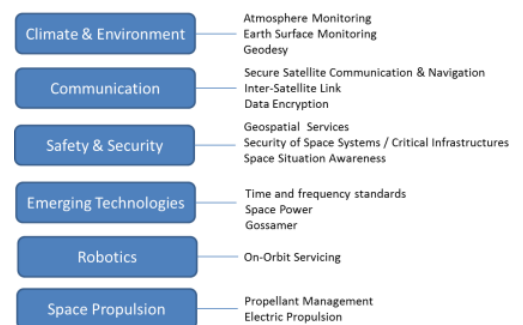 Climate & Environment
Atmosphere Monitoring
Earth Surface Monitoring
Geodesy
Communication
Secure Satellite Communication & Navigation
Inter-Satellite Link
Data Encryption
Safety & Security
Geospatial Services
Security of Space Systems / Critical Infrastructures
Space Situation Awareness
Emerging Technologies
Time and frequency standards
Space Power
Gossamer
Robotics
On-Orbit Servicing
Space Propulsion
Propellant Management
Electric Propulsion